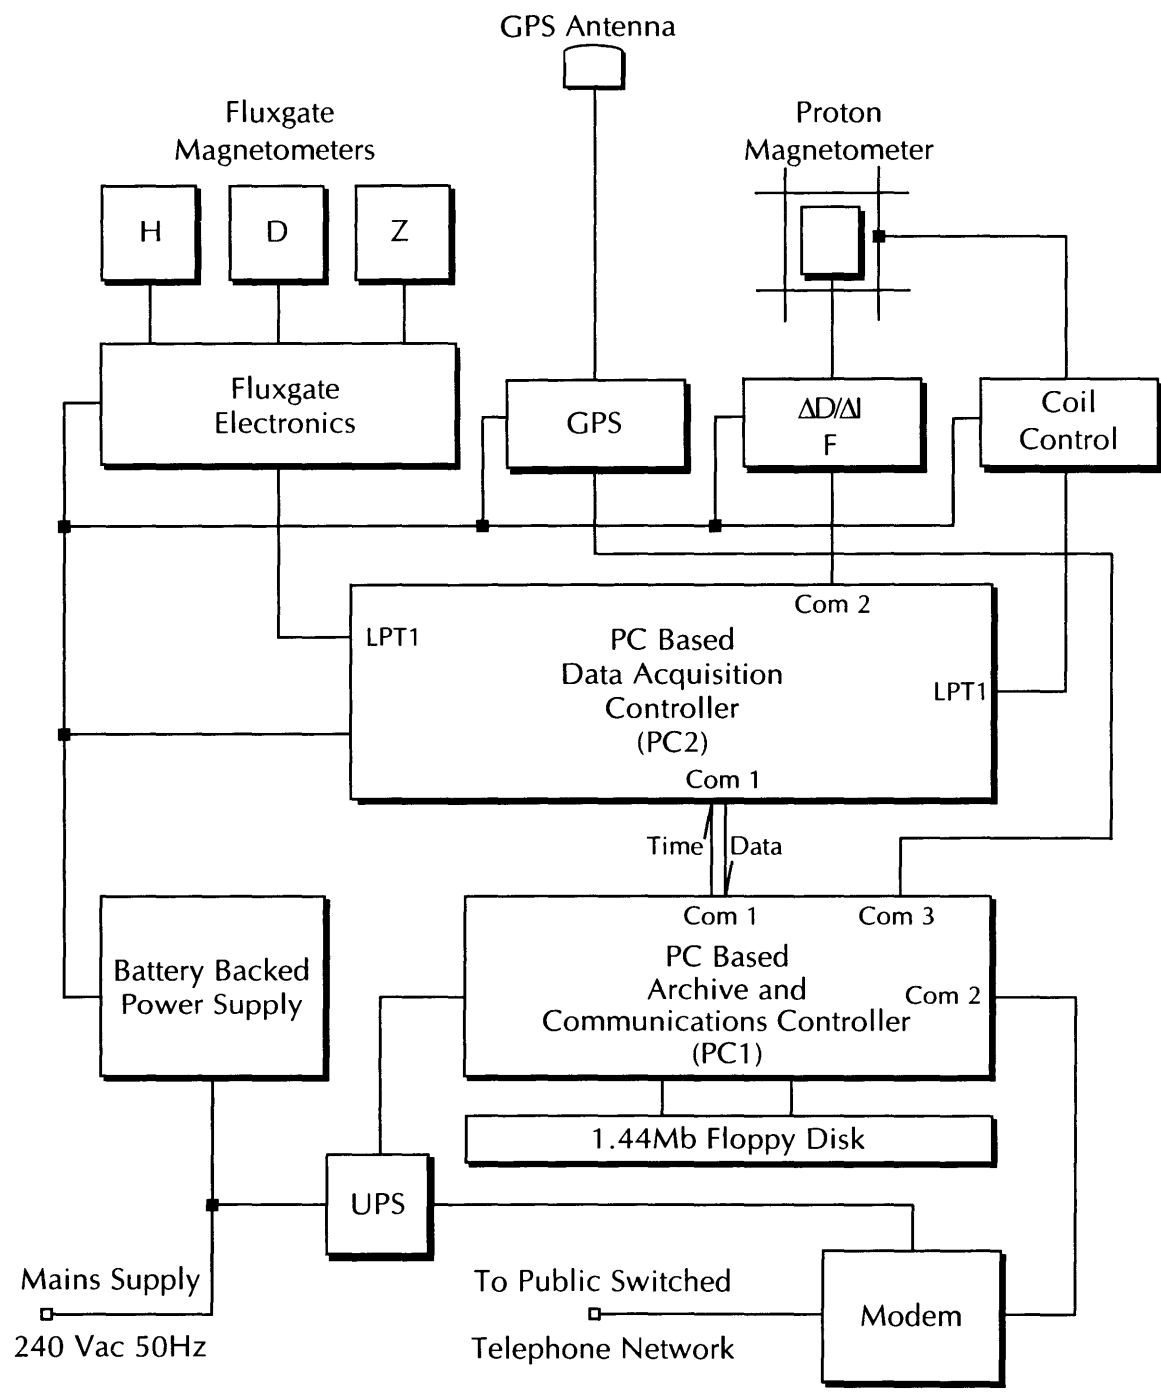 GPS Antenna
Fluxgate
Magnetometers
Proton
Magnetometer
H
D
Z
Fluxgate
Electronics
GPS
ΔD/ΔI
F
Coil
Control
Com 2
LPT1
PC Based
Data Acquisition
Controller
(PC2)
LPT1
Com 1
Time
Data
Com 1
Com 3
PC Based
Archive and
Communications Controller
(PC1)
Com 2
Battery Backed
Power Supply
1.44Mb Floppy Disk
UPS
Mains Supply
240 Vac 50Hz
To Public Switched
Telephone Network
Modem